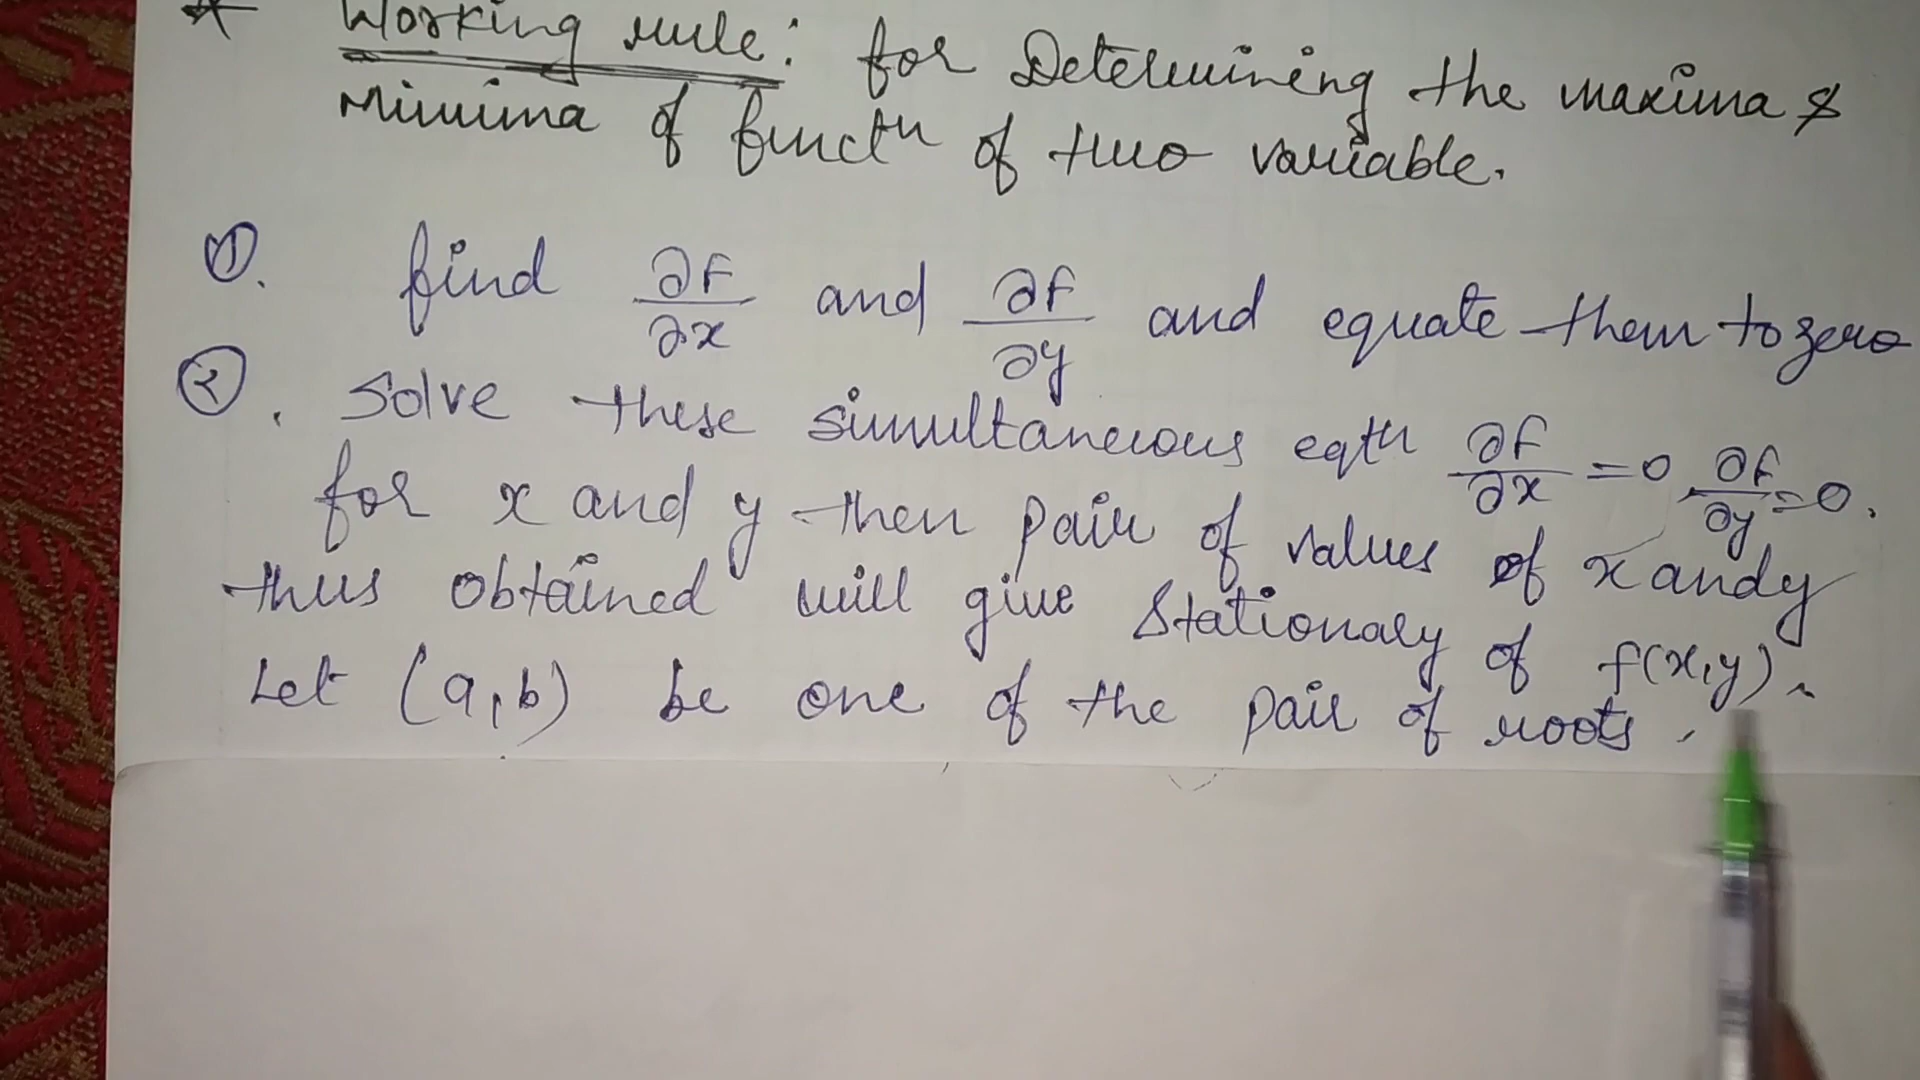 * Working rule: for Determining the maxima &
Minima of functn of two variable.
①. find ∂f/∂x and ∂f/∂y and equate them to zero
②. Solve these simultaneous eqtn ∂f/∂x = 0, ∂f/∂y = 0.
for x and y then pair of values of x and y
thus obtained will give Stationary of f(x,y).
Let (a,b) be one of the pair of roots.